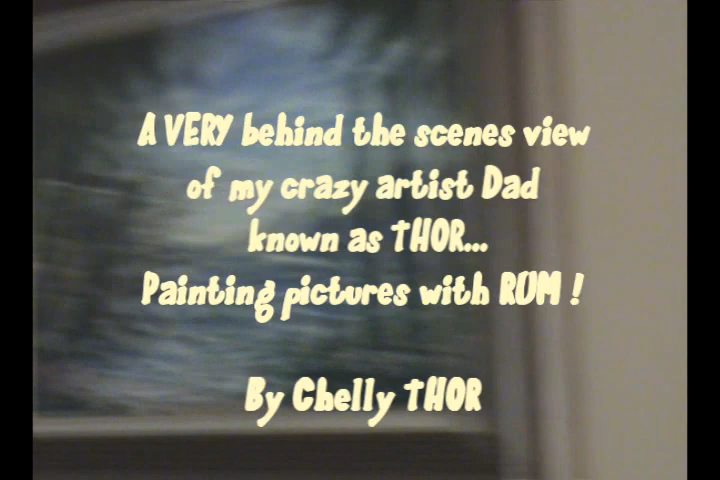 A VERY behind the scenes view
of my crazy artist Dad
known as THOR...
Painting pictures with RUM !
By Chelly THOR